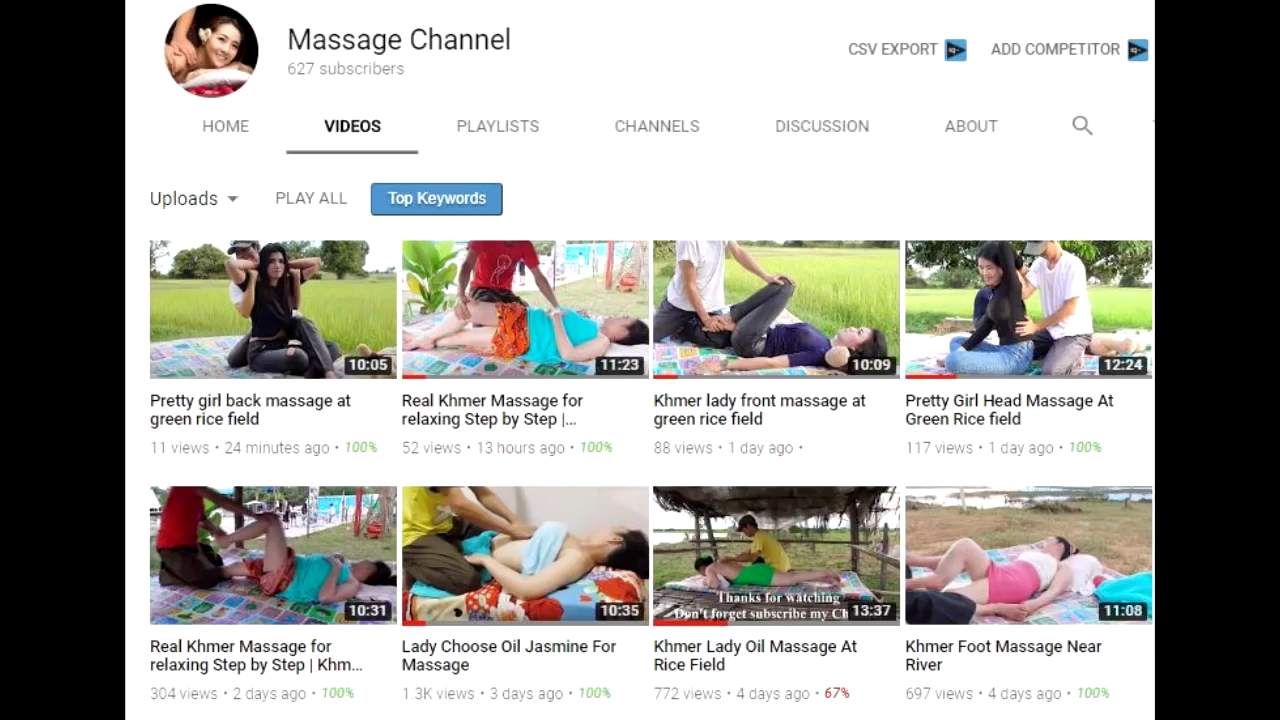 Massage Channel
627 subscribers
CSV EXPORT
ADD COMPETITOR
HOME
VIDEOS
PLAYLISTS
CHANNELS
DISCUSSION
ABOUT
Uploads
PLAY ALL
Top Keywords
10:05
11:23
10:09
12:24
Pretty girl back massage at
green rice field
11 views • 24 minutes ago • 100%
Real Khmer Massage for
relaxing Step by Step |...
52 views • 13 hours ago • 100%
Khmer lady front massage at
green rice field
88 views • 1 day ago •
Pretty Girl Head Massage At
Green Rice field
117 views • 1 day ago • 100%
10:31
10:35
Thanks for watching
Don't forget subscribe my Ch
13:37
11:08
Real Khmer Massage for
relaxing Step by Step | Khm...
304 views • 2 days ago • 100%
Lady Choose Oil Jasmine For
Massage
1.3K views • 3 days ago • 100%
Khmer Lady Oil Massage At
Rice Field
772 views • 4 days ago • 67%
Khmer Foot Massage Near
River
697 views • 4 days ago • 100%